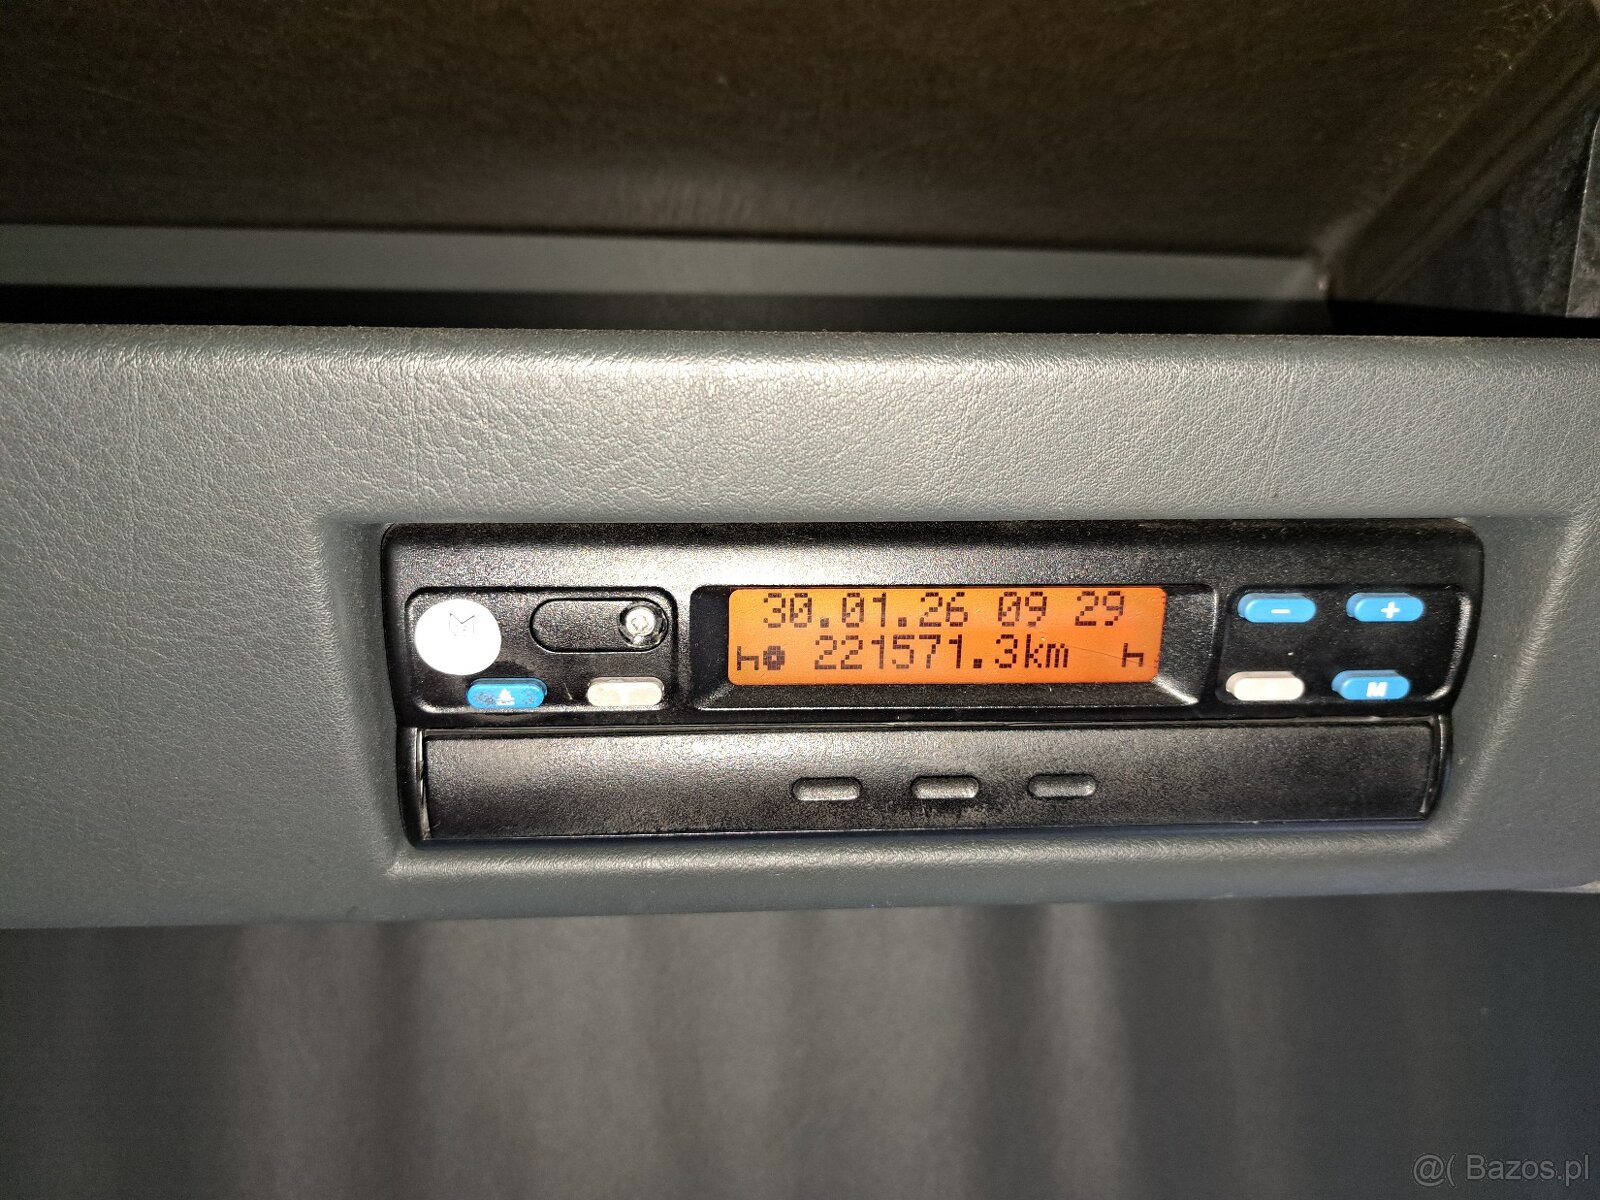 30.01.26 09 29
221571.3km
- +
M
@( Bazos.pl